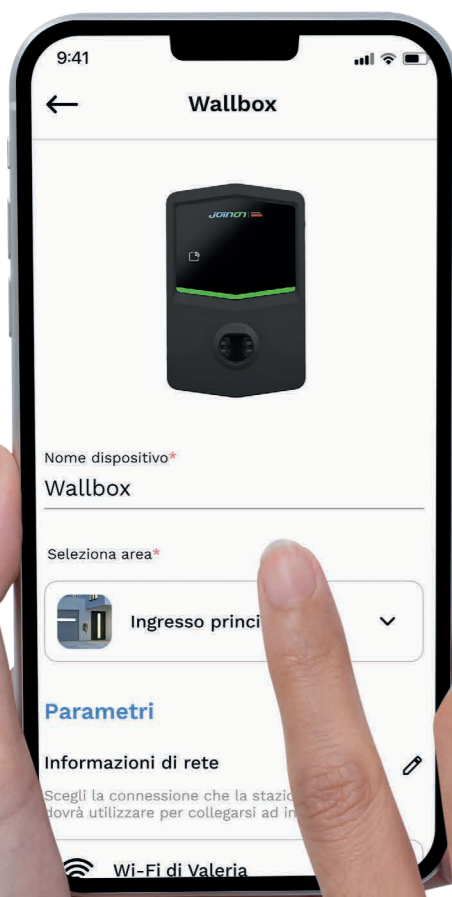 9:41
Wallbox
JOINON
Nome dispositivo*
Wallbox
Seleziona area*
Ingresso princi
Parametri
Informazioni di rete
Scegli la connessione che la stazio
dovrà utilizzare per collegarsi ad in
Wi-Fi di Valeria